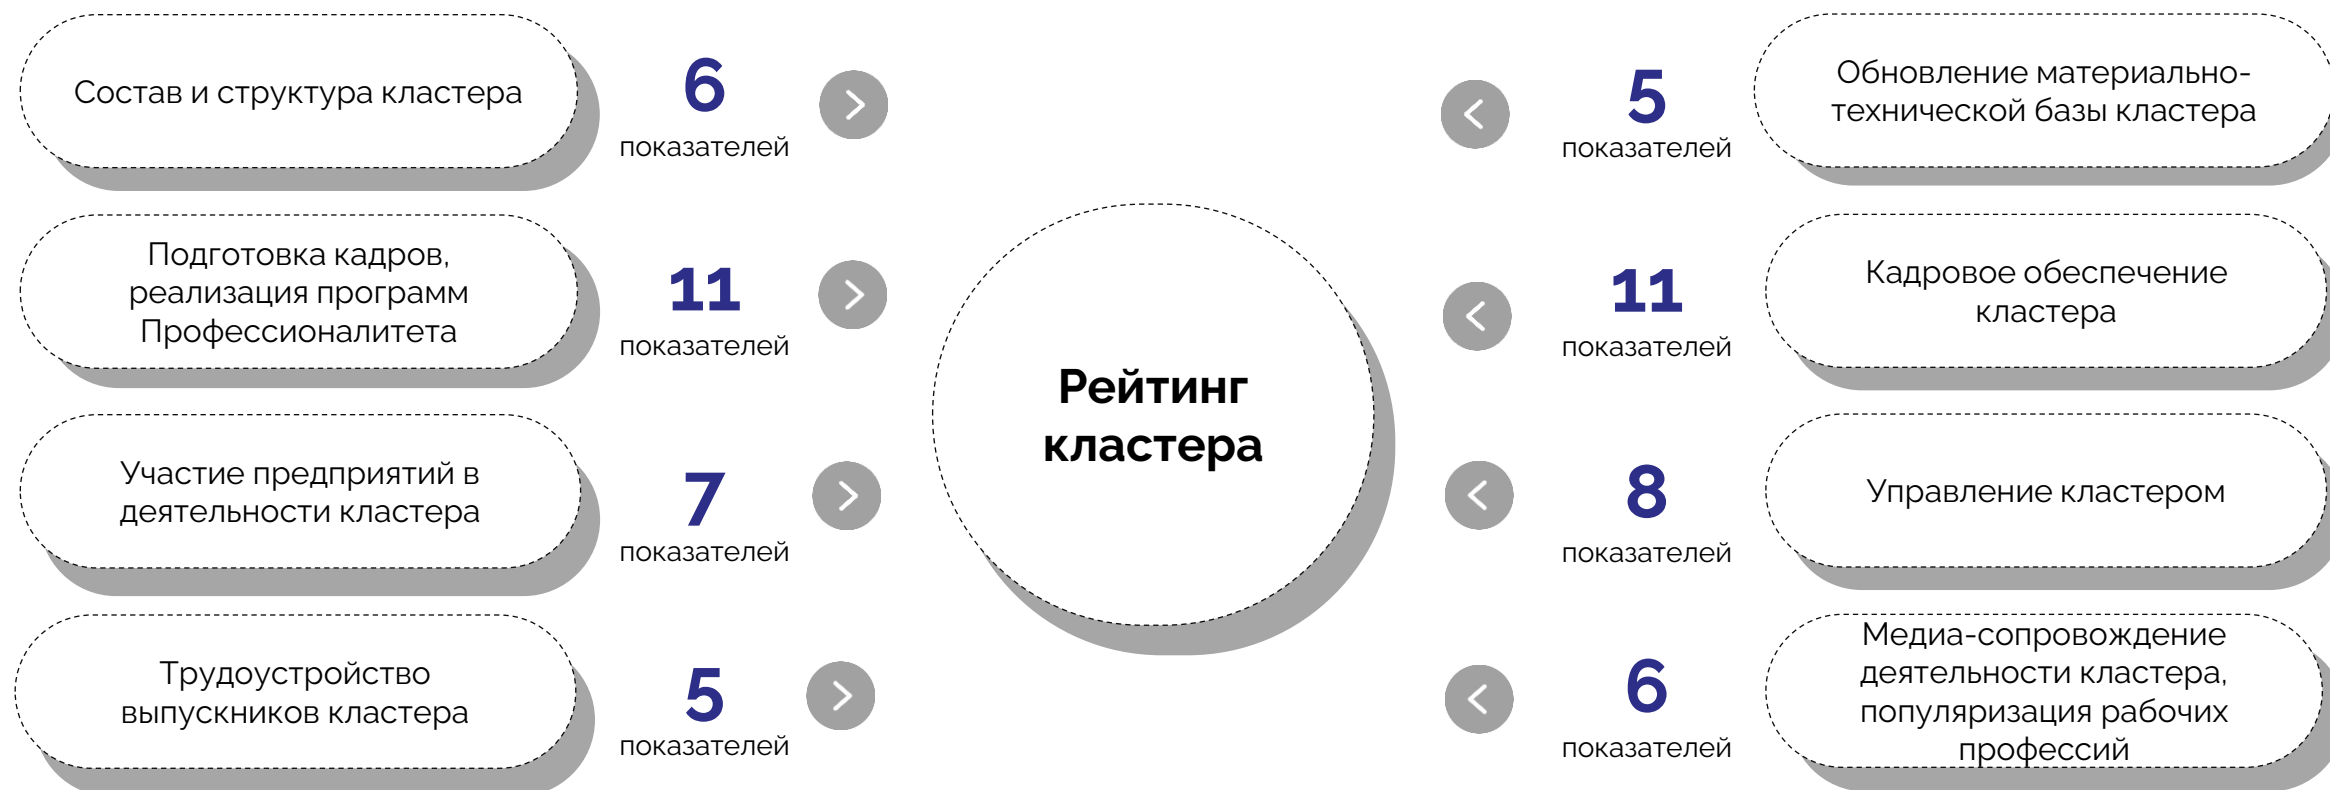 Состав и структура кластера
6
показателей
Подготовка кадров,
реализация программ
Профессионалитета
11
показателей
Участие предприятий в
деятельности кластера
7
показателей
Трудоустройство
выпускников кластера
5
показателей
Рейтинг
кластера
5
показателей
Обновление материально-
технической базы кластера
11
показателей
Кадровое обеспечение
кластера
8
показателей
Управление кластером
6
показателей
Медиа-сопровождение
деятельности кластера,
популяризация рабочих
профессий